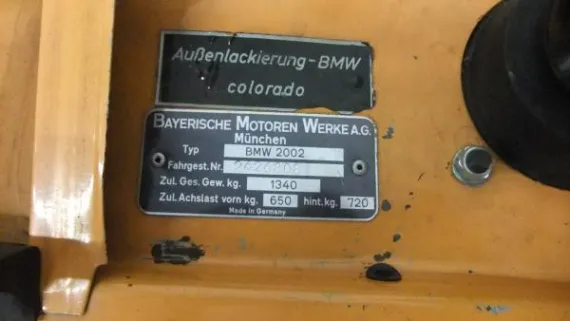 Außenlackierung-BMW
colorado
BAYERISCHE MOTOREN WERKE A.G.
München
Typ BMW 2002
Fahrgest. Nr.
Zul. Ges. Gew. kg. 1340
Zul. Achslast vorn kg. 650 hint. kg. 720
Made in Germany